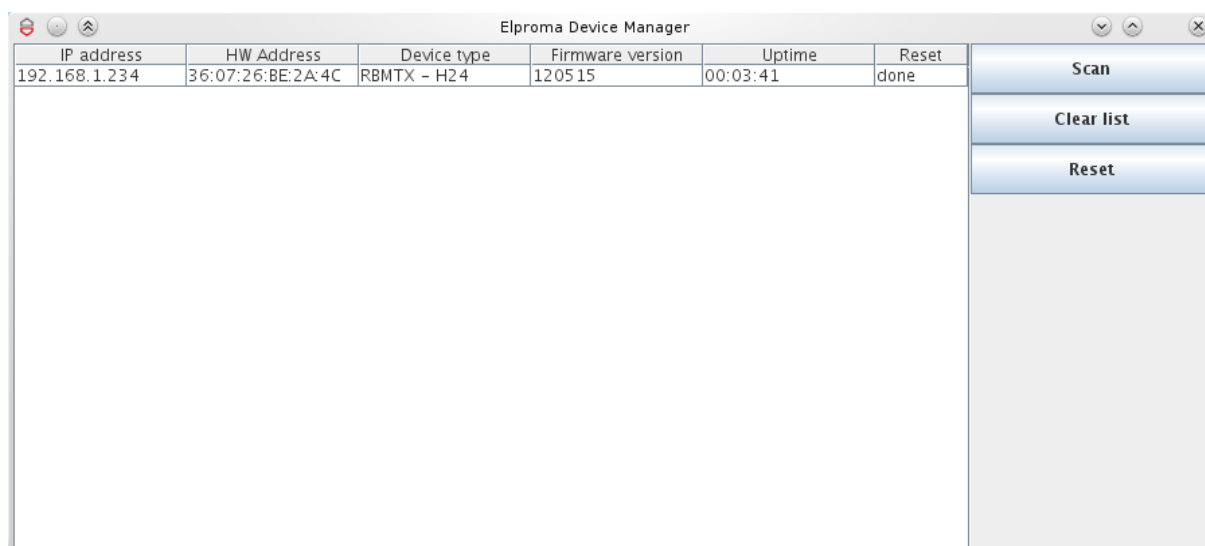 Elproma Device Manager
IP address HW Address Device type Firmware version Uptime Reset
192.168.1.234 36:07:26:BE:2A:4C RBMTX - H24 120515 00:03:41 done
Scan
Clear list
Reset